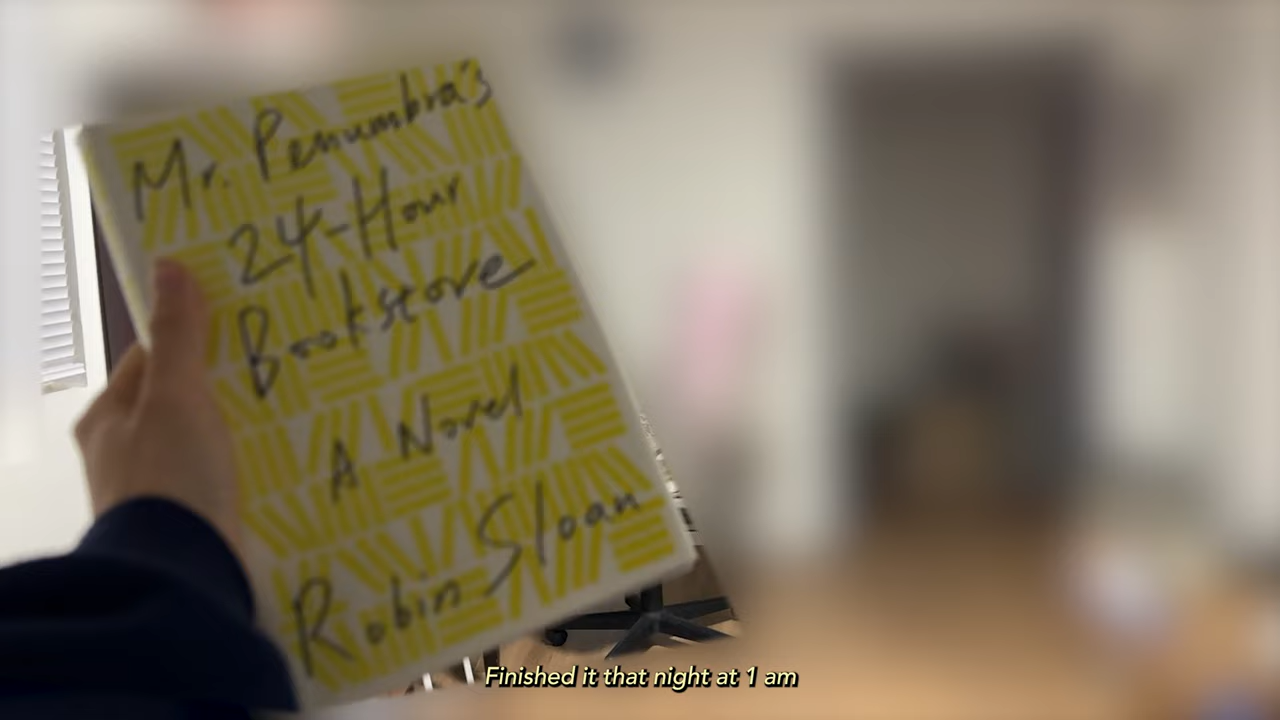 Mr. Penumbra's
24-Hour
Bookstore
A Novel
Robin Sloan
Finished it that night at 1 am